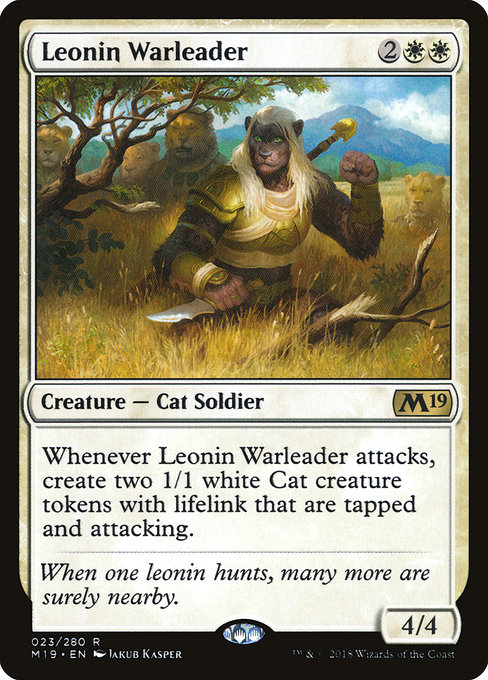 Leonin Warleader 2
Creature — Cat Soldier M19
Whenever Leonin Warleader attacks,
create two 1/1 white Cat creature
tokens with lifelink that are tapped
and attacking.
When one leonin hunts, many more are
surely nearby.
4/4
023/280 R
M19 • EN Jakub Kasper ™ & © 2018 Wizards of the Coast